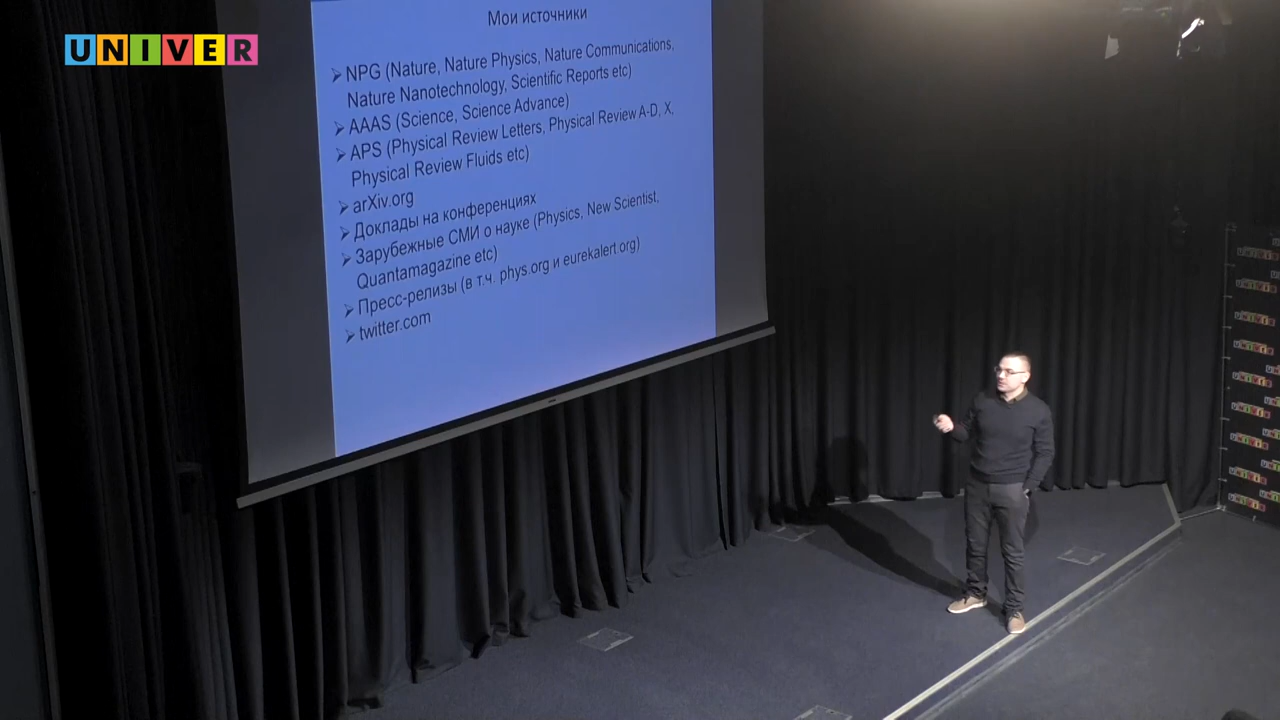 UNIVER
Мои источники
➢ NPG (Nature, Nature Physics, Nature Communications,
Nature Nanotechnology, Scientific Reports etc)
➢ AAAS (Science, Science Advance)
➢ APS (Physical Review Letters, Physical Review A-D, X,
Physical Review Fluids etc)
➢ arXiv.org
➢ Доклады на конференциях
➢ Зарубежные СМИ о науке (Physics, New Scientist,
Quantamagazine etc)
➢ Пресс-релизы (в т.ч. phys.org и eurekalert.org)
➢ twitter.com